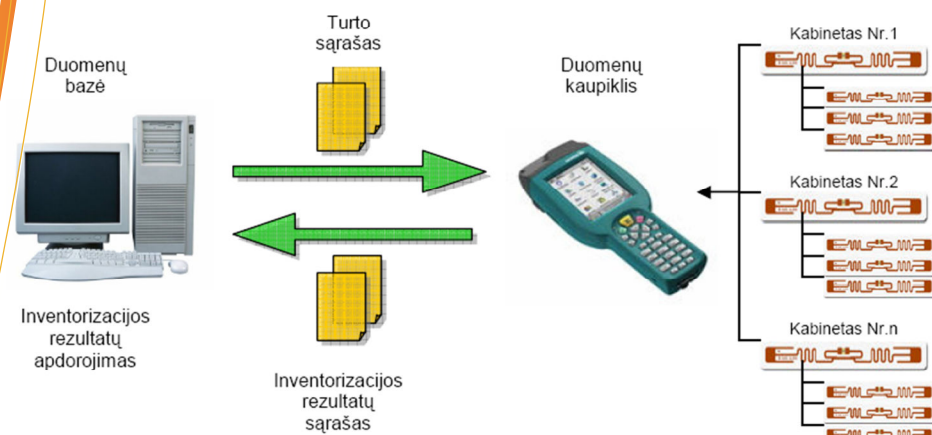 Turto
sąrašas
Duomenų
bazė
Duomenų
kaupiklis
Kabinetas Nr.1
Kabinetas Nr.2
Kabinetas Nr.n
Inventorizacijos
rezultatų
apdorojimas
Inventorizacijos
rezultatų
sąrašas